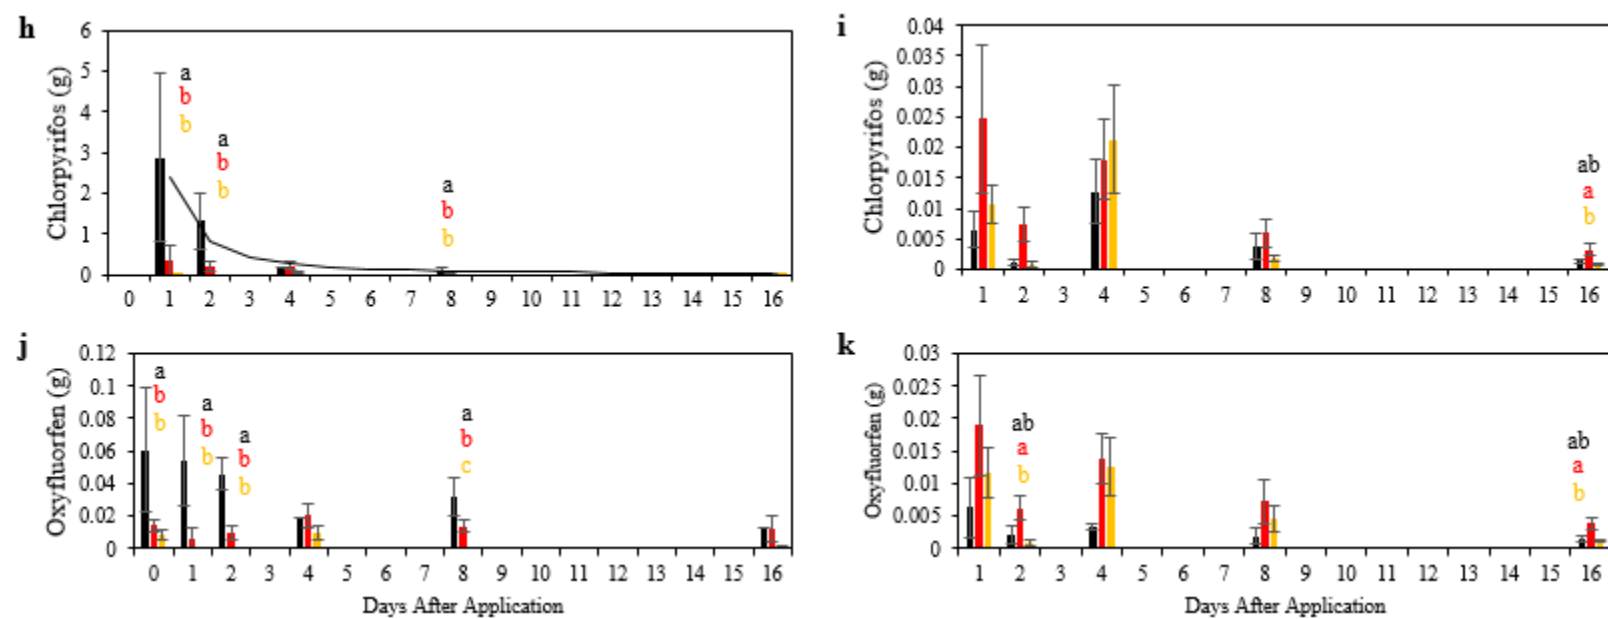 h
Chlorpyrifos (g)
6
5
4
3
2
1
0
a
b
b
a
b
b
a
b
b
0 1 2 3 4 5 6 7 8 9 10 11 12 13 14 15 16
i
Chlorpyrifos (g)
0.04
0.035
0.03
0.025
0.02
0.015
0.01
0.005
0
ab
a
b
1 2 3 4 5 6 7 8 9 10 11 12 13 14 15 16
j
Oxyfluorfen (g)
0.12
0.1
0.08
0.06
0.04
0.02
0
a
b
b
a
b
b
a
b
b
a
b
c
0 1 2 3 4 5 6 7 8 9 10 11 12 13 14 15 16
Days After Application
k
Oxyfluorfen (g)
0.03
0.025
0.02
0.015
0.01
0.005
0
ab
a
b
ab
a
b
1 2 3 4 5 6 7 8 9 10 11 12 13 14 15 16
Days After Application